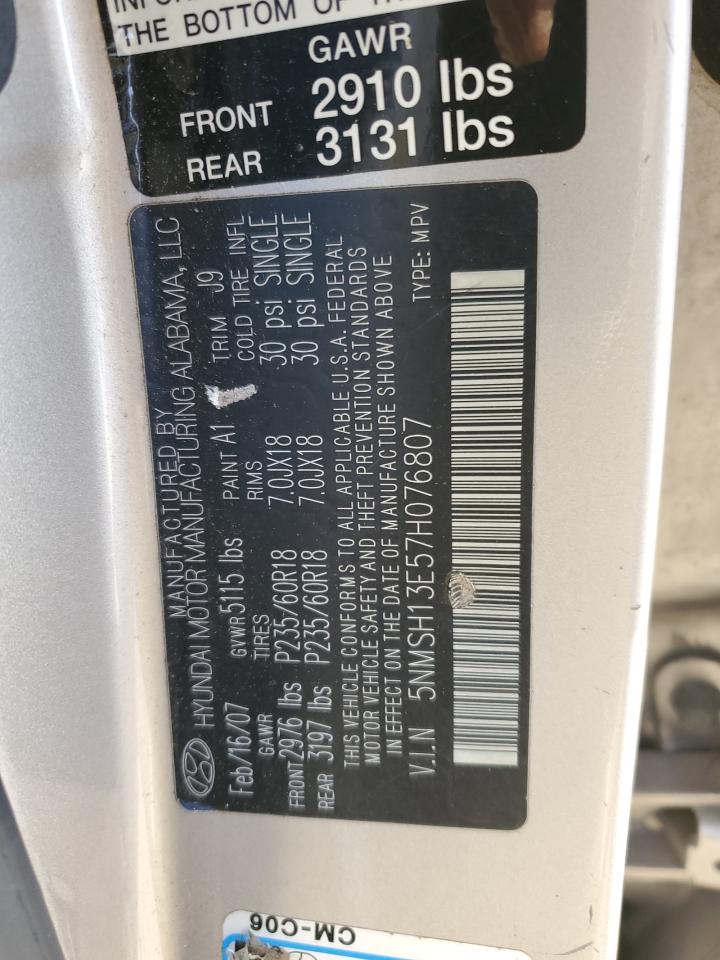 THE BOTTOM OF
GAWR
FRONT 2910 lbs
REAR 3131 lbs
MANUFACTURED BY
HYUNDAI MOTOR MANUFACTURING ALABAMA, LLC
Feb/16/07 GVWR 5115 lbs PAINT A1 TRIM J9
GAWR TIRES RIMS COLD TIRE INFL
FRONT 2976 lbs P235/60R18 7.0JX18 30 psi SINGLE
REAR 3197 lbs P235/60R18 7.0JX18 30 psi SINGLE
THIS VEHICLE CONFORMS TO ALL APPLICABLE U.S.A. FEDERAL
MOTOR VEHICLE SAFETY AND THEFT PREVENTION STANDARDS
IN EFFECT ON THE DATE OF MANUFACTURE SHOWN ABOVE
V.I.N 5NMSH13E57H076807 TYPE: MPV
CM-C06